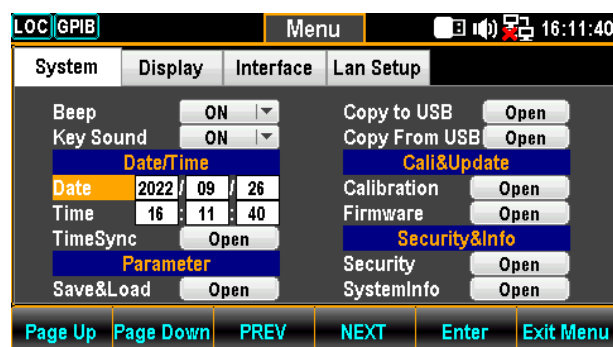 LOC GPIB Menu 16:11:40
System Display Interface Lan Setup
Beep ON Copy to USB Open
Key Sound ON Copy From USB Open
Date/Time Cali&Update
Date 2022 / 09 / 26 Calibration Open
Time 16 : 11 : 40 Firmware Open
TimeSync Open Security&Info
Parameter Security Open
Save&Load Open SystemInfo Open
Page Up Page Down PREV NEXT Enter Exit Menu